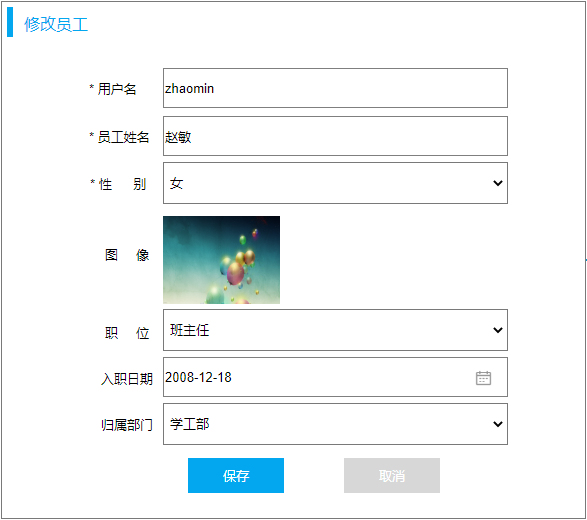 修改员工
* 用户名 zhaomin
* 员工姓名 赵敏
* 性 别 女
图 像
职 位 班主任
入职日期 2008-12-18
归属部门 学工部
保存 取消